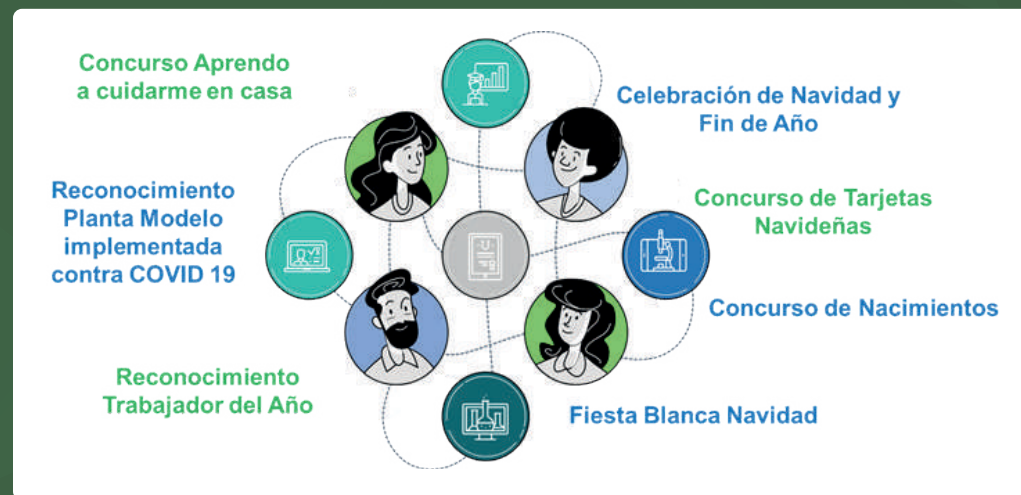 Concurso Aprendo
a cuidarme en casa
Reconocimiento
Planta Modelo
implementada
contra COVID 19
Reconocimiento
Trabajador del Año
Celebración de Navidad y
Fin de Año
Concurso de Tarjetas
Navideñas
Concurso de Nacimientos
Fiesta Blanca Navidad